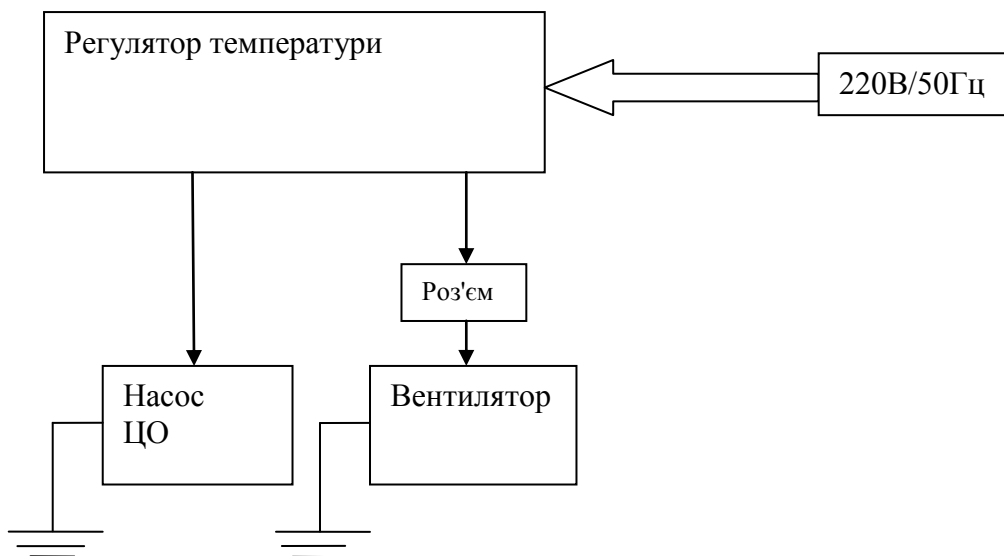 Регулятор температури
220В/50Гц
Роз'єм
Насос
ЦО
Вентилятор